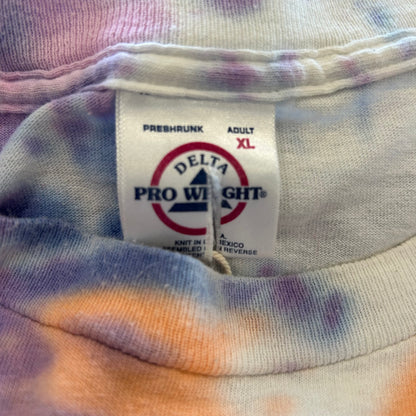 PRESHRUNK ADULT
XL
DELTA
PRO WEIGHT®
KNIT IN U.S.A.
MEXICO
REVERSE